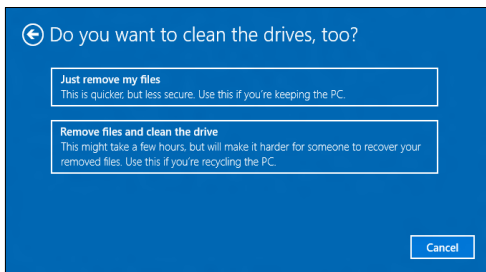 Do you want to clean the drives, too?
Just remove my files
This is quicker, but less secure. Use this if you're keeping the PC.
Remove files and clean the drive
This might take a few hours, but will make it harder for someone to recover your
removed files. Use this if you're recycling the PC.
Cancel